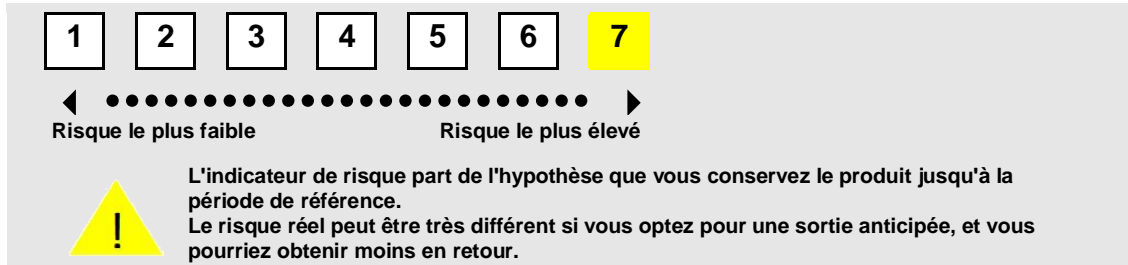 1 2 3 4 5 6 7
Risque le plus faible Risque le plus élevé
L'indicateur de risque part de l'hypothèse que vous conservez le produit jusqu'à la
période de référence.
Le risque réel peut être très différent si vous optez pour une sortie anticipée, et vous
pourriez obtenir moins en retour.
!